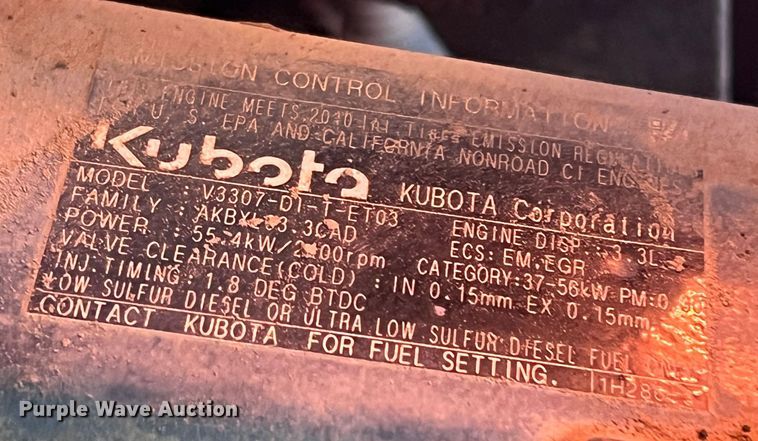 EMISSION CONTROL INFORMATION
THIS ENGINE MEETS 2010 EMISSION
U.S. EPA AND CALIFORNIA NONROAD CI ENGINES
Kubota KUBOTA Corporation
MODEL : V3307-DI-T-ET03 ENGINE DISP: 3.3L
FAMILY : ECS: EM,EGR
POWER : CATEGORY:37-56kW PM:
VALVE CLEARANCE(COLD) : IN 0.15mm EX 0.15mm
INJ.TIMING: 1.8 DEG BTDC
LOW SULFUR DIESEL OR ULTRA LOW SULFUR DIESEL FUEL
CONTACT KUBOTA FOR FUEL SETTING.
Purple Wave Auction